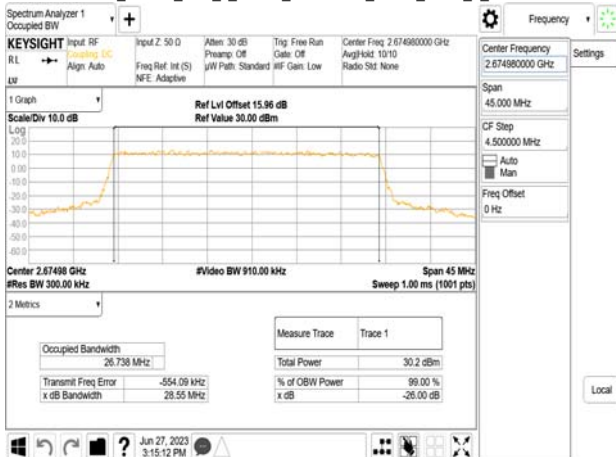 Spectrum Analyzer 1
Occupied BW
+
Frequency
KEYSIGHT
RL
Input: RF
Coupling: DC
Align: Auto
Input Z: 50 Ω
Freq Ref: Int (S)
NFE: Adaptive
Atten: 30 dB
Preamp: Off
µW Path: Standard
Trig: Free Run
Gate: Off
#IF Gain: Low
Center Freq: 2.674980000 GHz
Avg|Hold: 10/10
Radio Std: None
1 Graph
Scale/Div 10.0 dB
Ref Lvl Offset 15.96 dB
Ref Value 30.00 dBm
Log
20.0
10.0
0.00
-10.0
-20.0
-30.0
-40.0
-50.0
-60.0
Center 2.67498 GHz
#Res BW 300.00 kHz
#Video BW 910.00 kHz
Span 45 MHz
Sweep 1.00 ms (1001 pts)
2 Metrics
Measure Trace Trace 1
Occupied Bandwidth
26.738 MHz
Total Power 30.2 dBm
Transmit Freq Error -554.09 kHz
% of OBW Power 99.00 %
x dB Bandwidth 28.55 MHz
x dB -26.00 dB
Jun 27, 2023
3:15:12 PM
?
Center Frequency
2.674980000 GHz
Settings
Span
45.000 MHz
CF Step
4.500000 MHz
Auto
Man
Freq Offset
0 Hz
Local